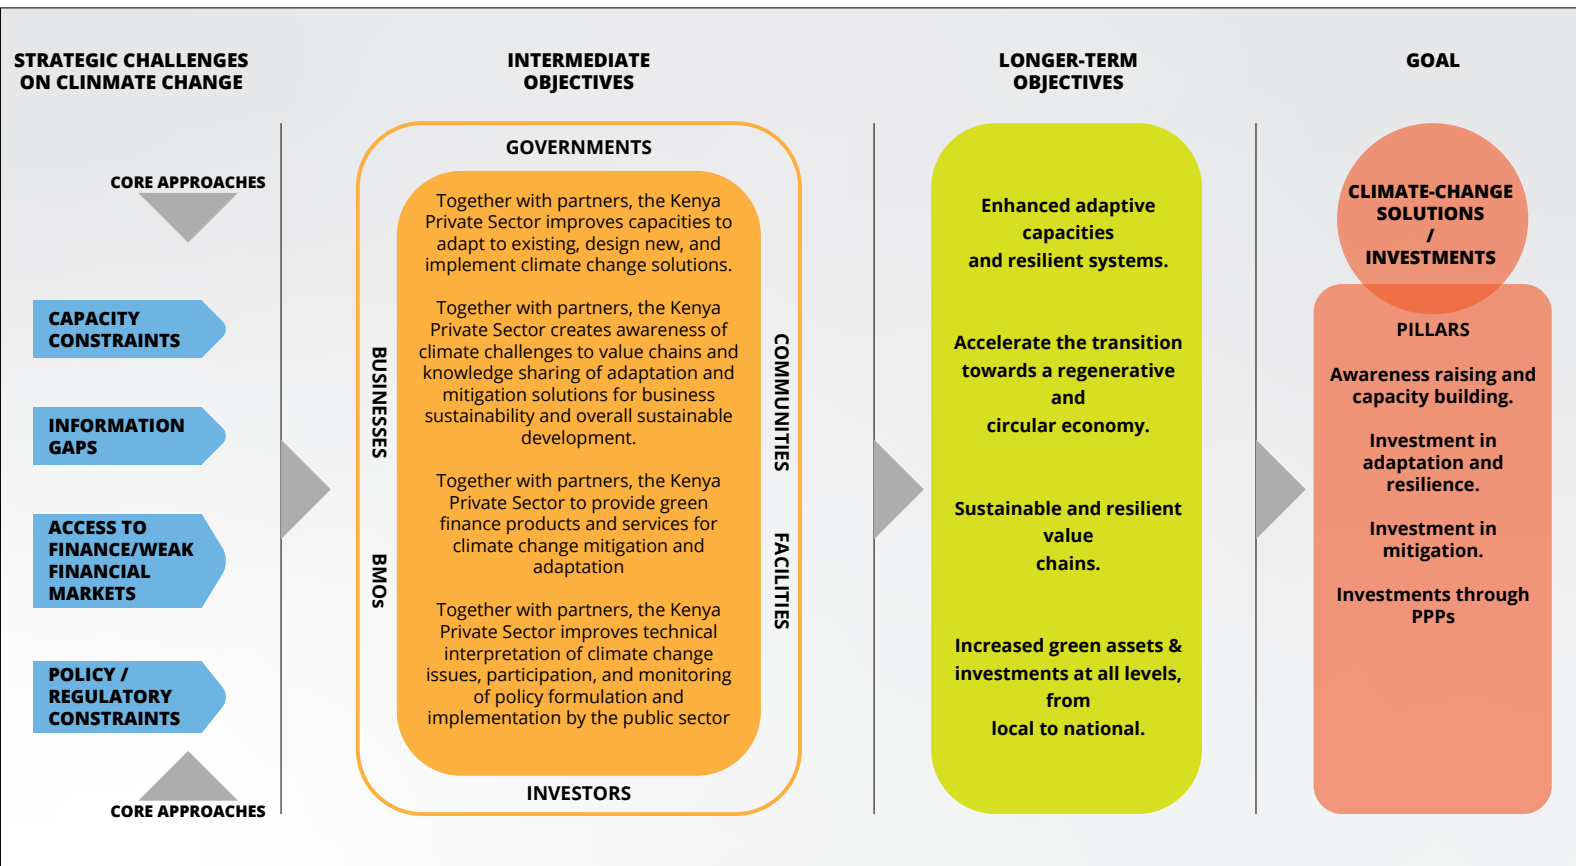 STRATEGIC CHALLENGES
ON CLINMATE CHANGE
CORE APPROACHES
CAPACITY
CONSTRAINTS
INFORMATION
GAPS
ACCESS TO
FINANCE/WEAK
FINANCIAL
MARKETS
POLICY /
REGULATORY
CONSTRAINTS
CORE APPROACHES
INTERMEDIATE
OBJECTIVES
GOVERNMENTS
BUSINESSES
BMOs
Together with partners, the Kenya
Private Sector improves capacities to
adapt to existing, design new, and
implement climate change solutions.
Together with partners, the Kenya
Private Sector creates awareness of
climate challenges to value chains and
knowledge sharing of adaptation and
mitigation solutions for business
sustainability and overall sustainable
development.
Together with partners, the Kenya
Private Sector to provide green
finance products and services for
climate change mitigation and
adaptation
Together with partners, the Kenya
Private Sector improves technical
interpretation of climate change
issues, participation, and monitoring
of policy formulation and
implementation by the public sector
COMMUNITIES
FACILITIES
INVESTORS
LONGER-TERM
OBJECTIVES
Enhanced adaptive
capacities
and resilient systems.
Accelerate the transition
towards a regenerative
and
circular economy.
Sustainable and resilient
value
chains.
Increased green assets &
investments at all levels,
from
local to national.
GOAL
CLIMATE-CHANGE
SOLUTIONS
/
INVESTMENTS
PILLARS
Awareness raising and
capacity building.
Investment in
adaptation and
resilience.
Investment in
mitigation.
Investments through
PPPs